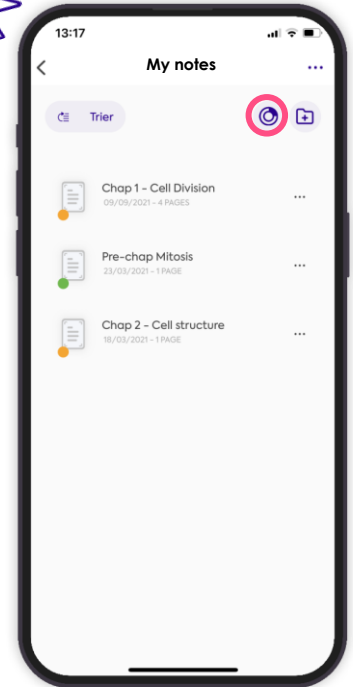 13:17
My notes
Trier
Chap 1 - Cell Division
09/09/2021 - 4 PAGES
Pre-chap Mitosis
23/03/2021 - 1 PAGE
Chap 2 - Cell structure
18/03/2021 - 1 PAGE